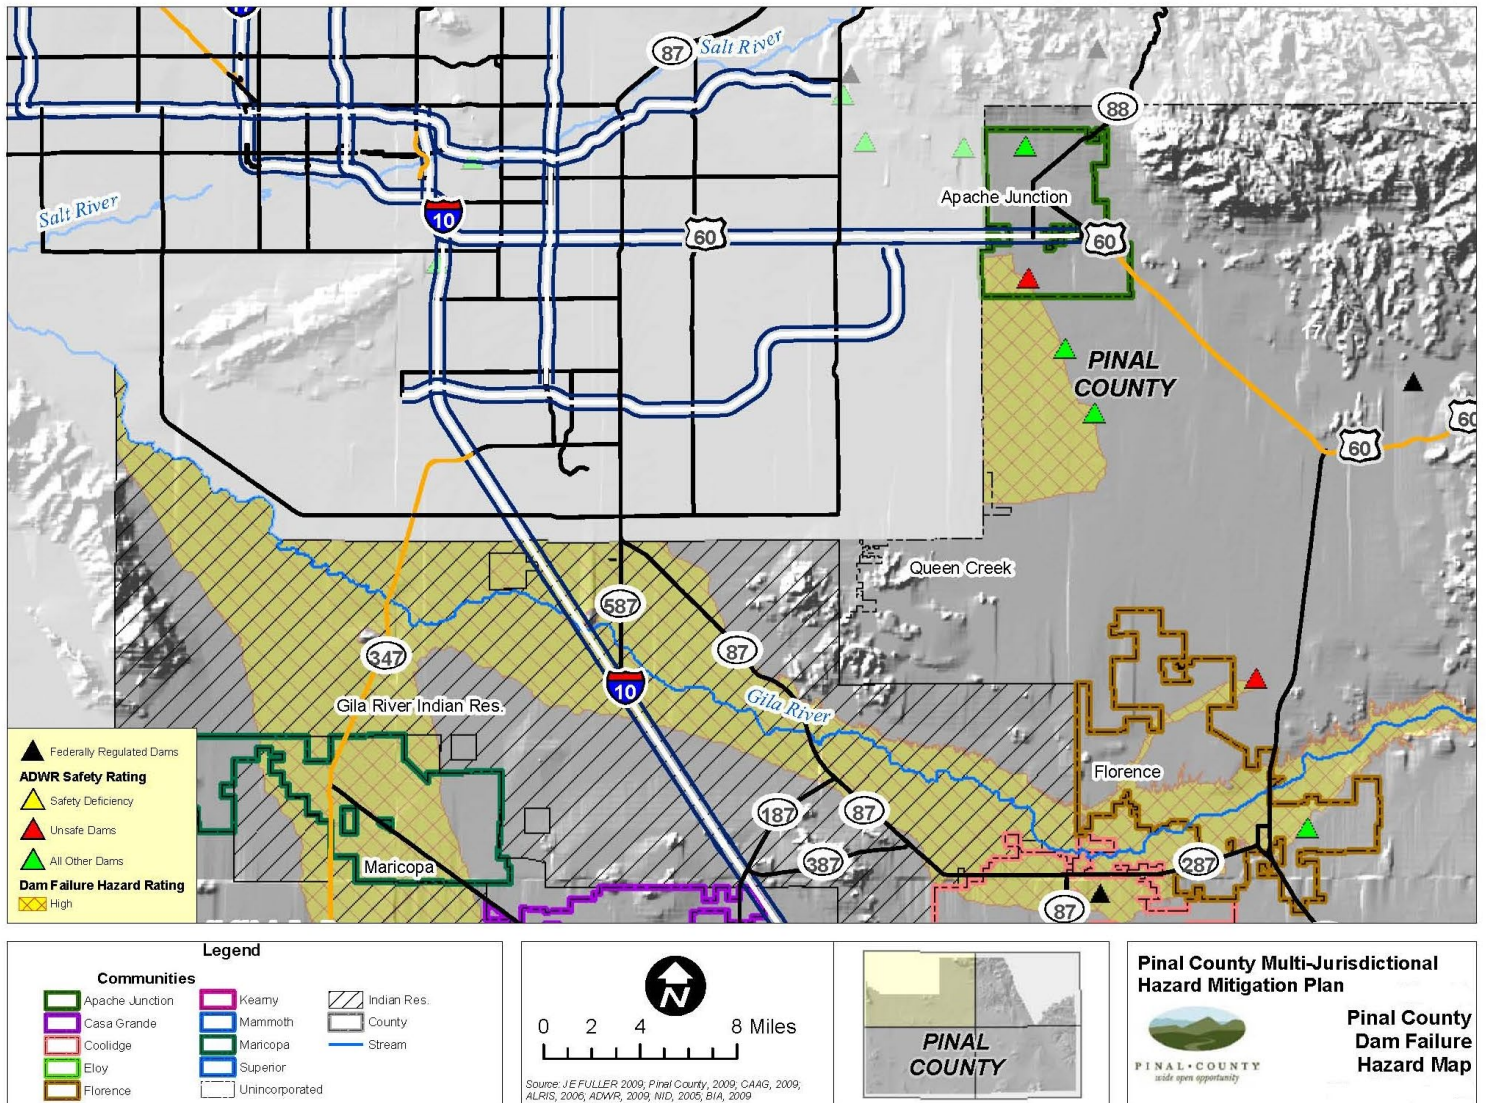 17
87
Salt River
88
Salt River
Apache Junction
10
60
60
17
PINAL
COUNTY
60
60
Queen Creek
587
87
347
10
Gila River
Gila River Indian Res.
Federally Regulated Dams
ADWR Safety Rating
Safety Deficiency
Unsafe Dams
All Other Dams
Dam Failure Hazard Rating
High
Florence
187
87
387
287
Maricopa
87
Legend
Communities
Apache Junction
Casa Grande
Coolidge
Eloy
Florence
Kearny
Mammoth
Maricopa
Superior
Unincorporated
Indian Res.
County
Stream
N
0 2 4 8 Miles
Source: JE FULLER 2009; Pinal County, 2009; CAAG, 2009;
ALRIS, 2006; ADWR, 2009, NID, 2005; BIA, 2009
PINAL
COUNTY
Pinal County Multi-Jurisdictional
Hazard Mitigation Plan
PINAL • COUNTY
wide open opportunity
Pinal County
Dam Failure
Hazard Map